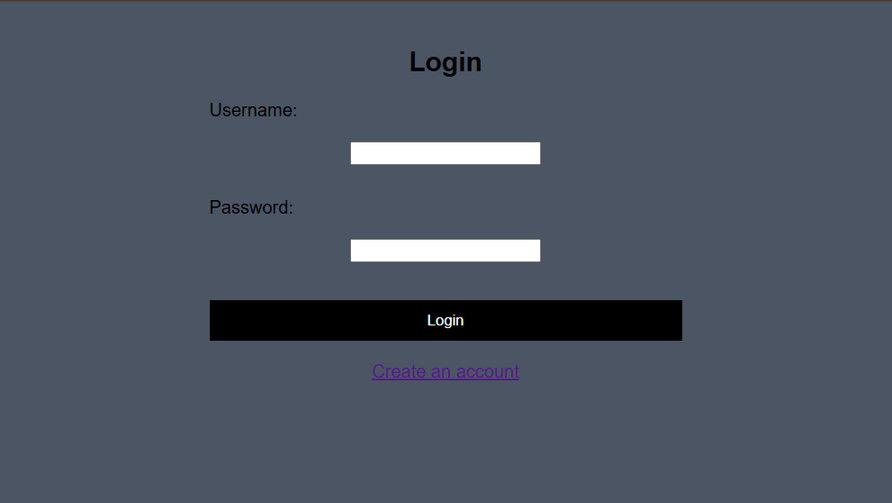 Login
Username:
Password:
Login
Create an account